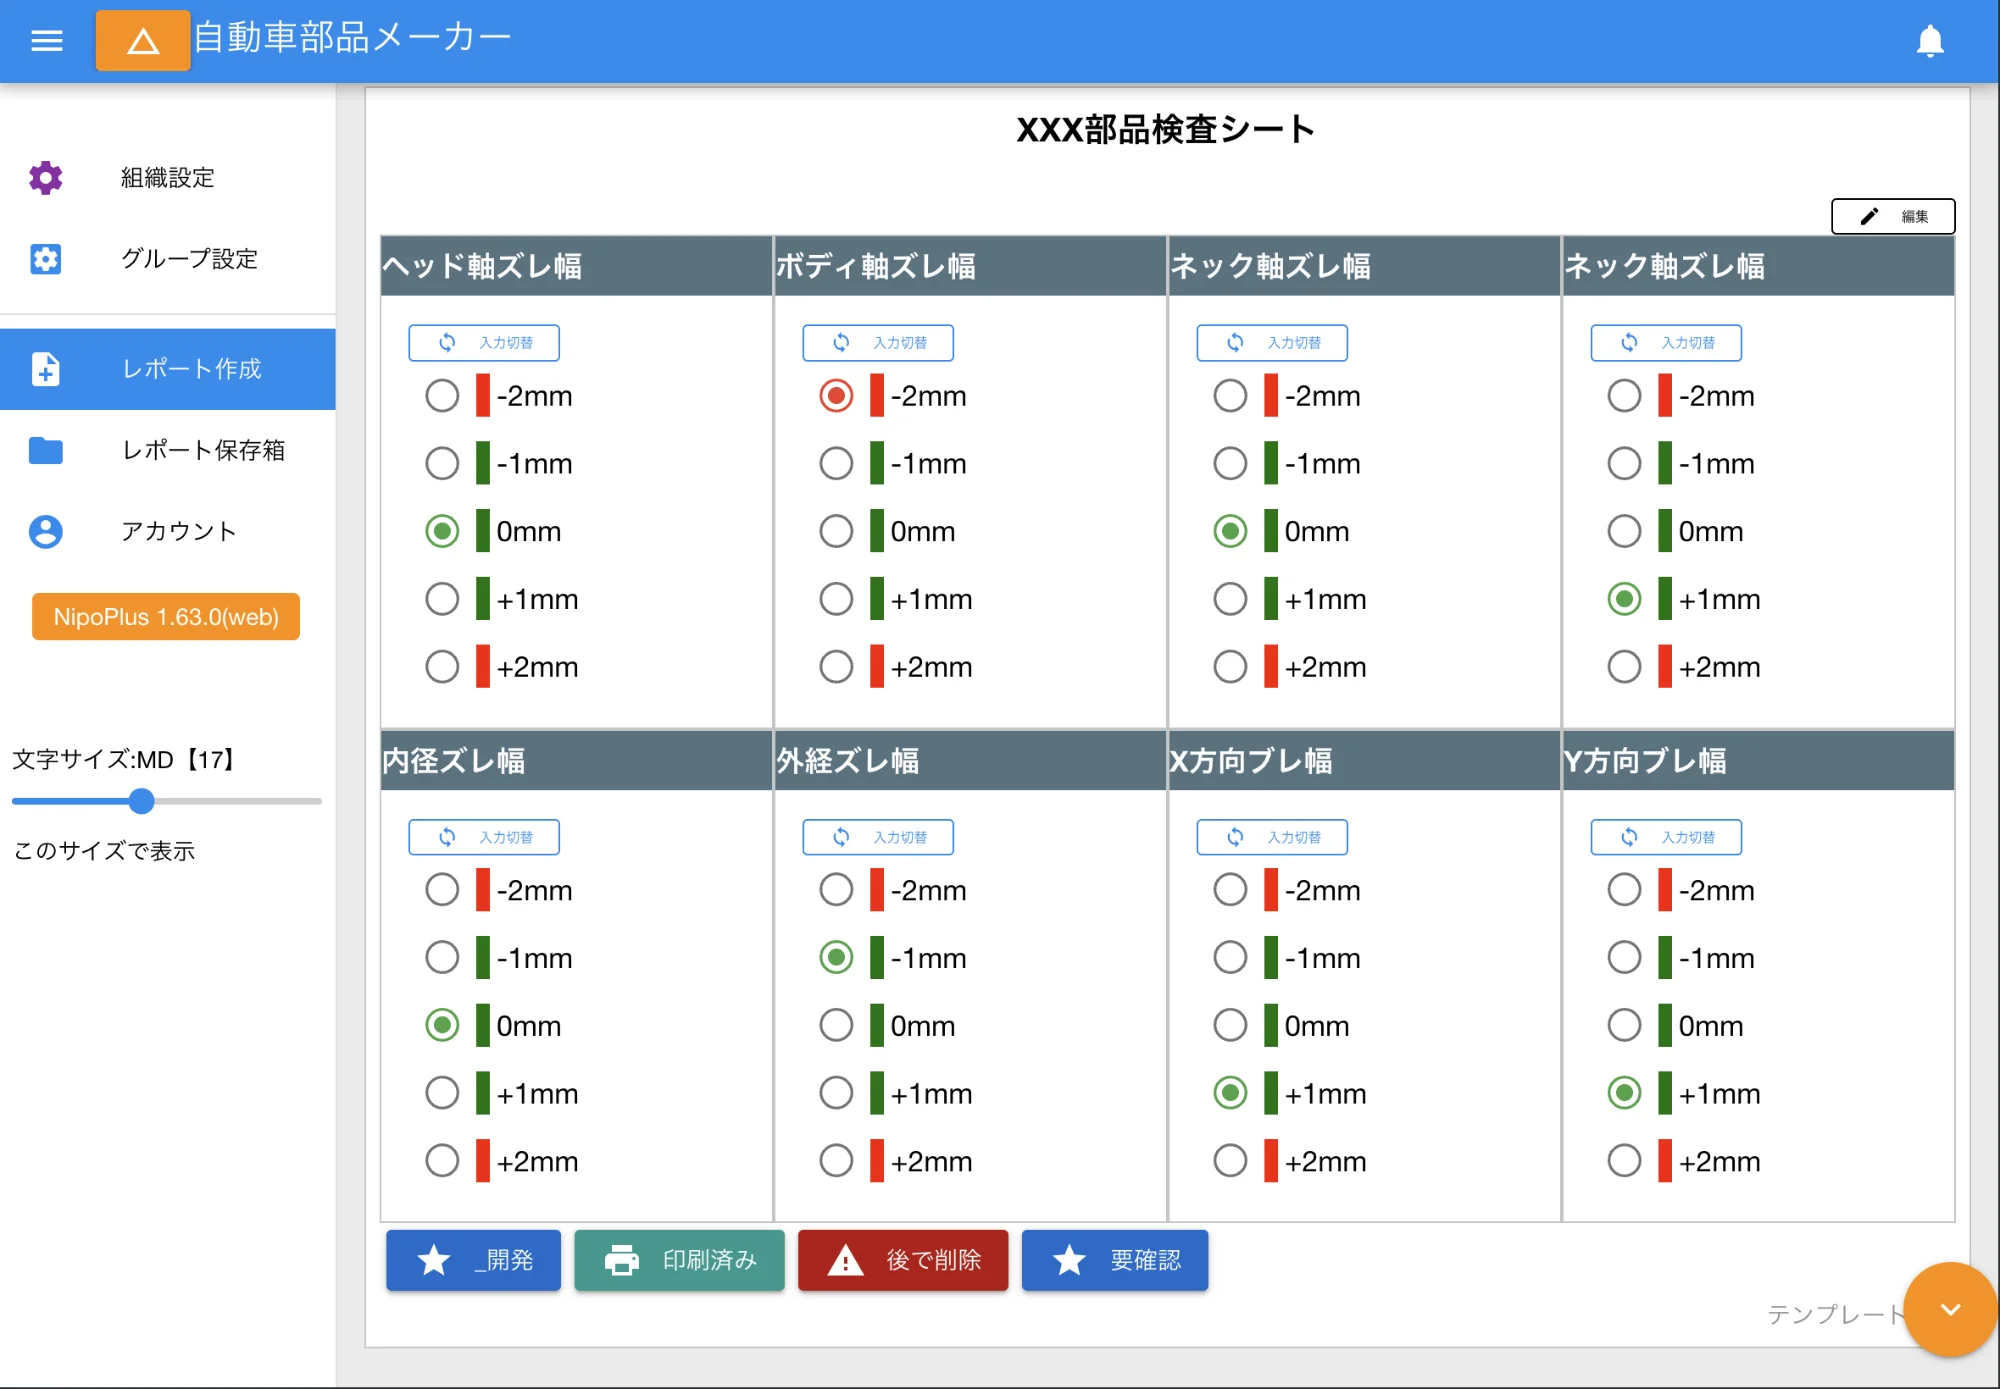 自動車部品メーカー
組織設定
グループ設定
レポート作成
レポート保存箱
アカウント
NipoPlus 1.63.0(web)
文字サイズ:MD【17】
このサイズで表示
XXX部品検査シート
編集
ヘッド軸ズレ幅
入力切替
-2mm
-1mm
0mm
+1mm
+2mm
ボディ軸ズレ幅
入力切替
-2mm
-1mm
0mm
+1mm
+2mm
ネック軸ズレ幅
入力切替
-2mm
-1mm
0mm
+1mm
+2mm
ネック軸ズレ幅
入力切替
-2mm
-1mm
0mm
+1mm
+2mm
内径ズレ幅
入力切替
-2mm
-1mm
0mm
+1mm
+2mm
外経ズレ幅
入力切替
-2mm
-1mm
0mm
+1mm
+2mm
X方向ブレ幅
入力切替
-2mm
-1mm
0mm
+1mm
+2mm
Y方向ブレ幅
入力切替
-2mm
-1mm
0mm
+1mm
+2mm
_開発
印刷済み
後で削除
要確認
テンプレート